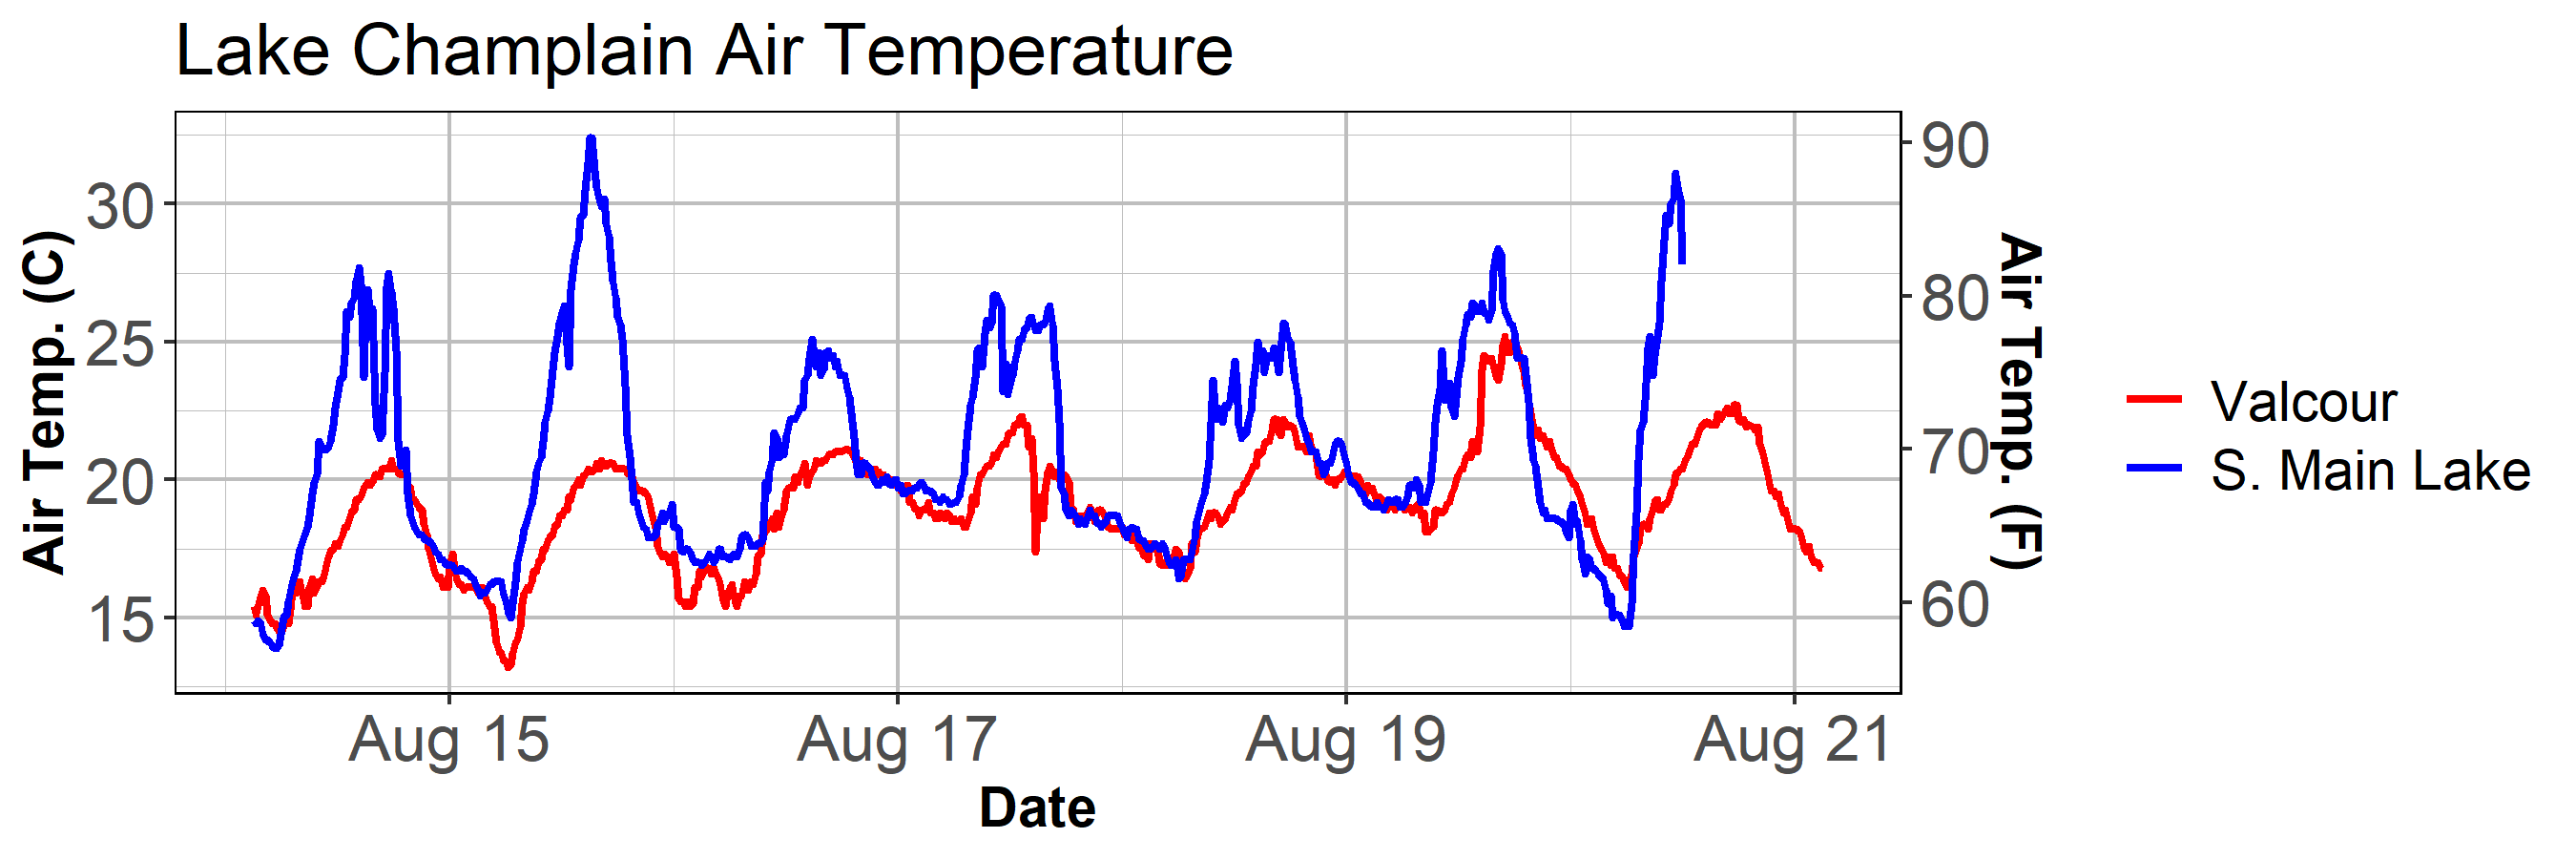 Lake Champlain Air Temperature
Air Temp. (C)
30
25
20
15
90
80
70
60
Air Temp. (F)
Aug 15
Aug 17
Aug 19
Aug 21
Date
Valcour
S. Main Lake